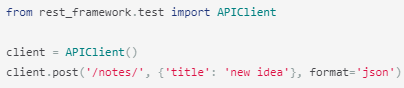 from rest_framework.test import APIClient
client = APIClient()
client.post('/notes/', {'title': 'new idea'}, format='json')